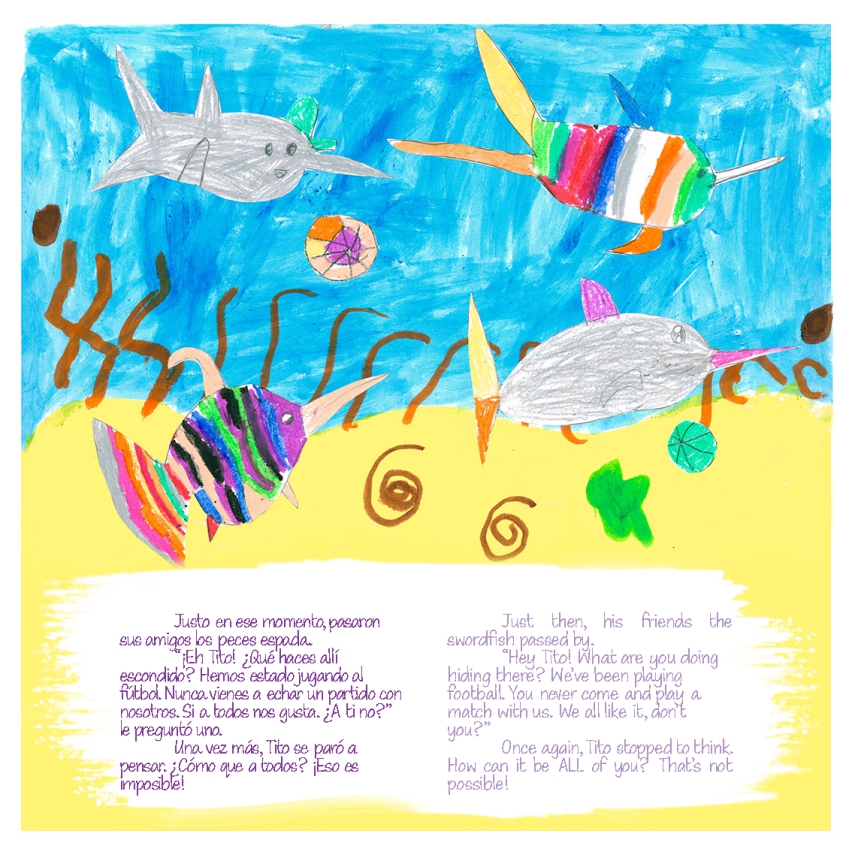 Justo en ese momento, pasaron
sus amigos los peces espada.
"¡Eh Tito! ¿Qué haces allí
escondido? Hemos estado jugando al
fútbol. Nunca vienes a echar un partido con
nosotros. Si a todos nos gusta. ¿A ti no?"
le preguntó uno.
Una vez más, Tito se paró a
pensar. ¿Cómo que a todos? ¡Eso es
imposible!
Just then, his friends the
swordfish passed by.
"Hey Tito! What are you doing
hiding there? We've been playing
football. You never come and play a
match with us. We all like it, don't
you?"
Once again, Tito stopped to think.
How can it be ALL of you? That's not
possible!